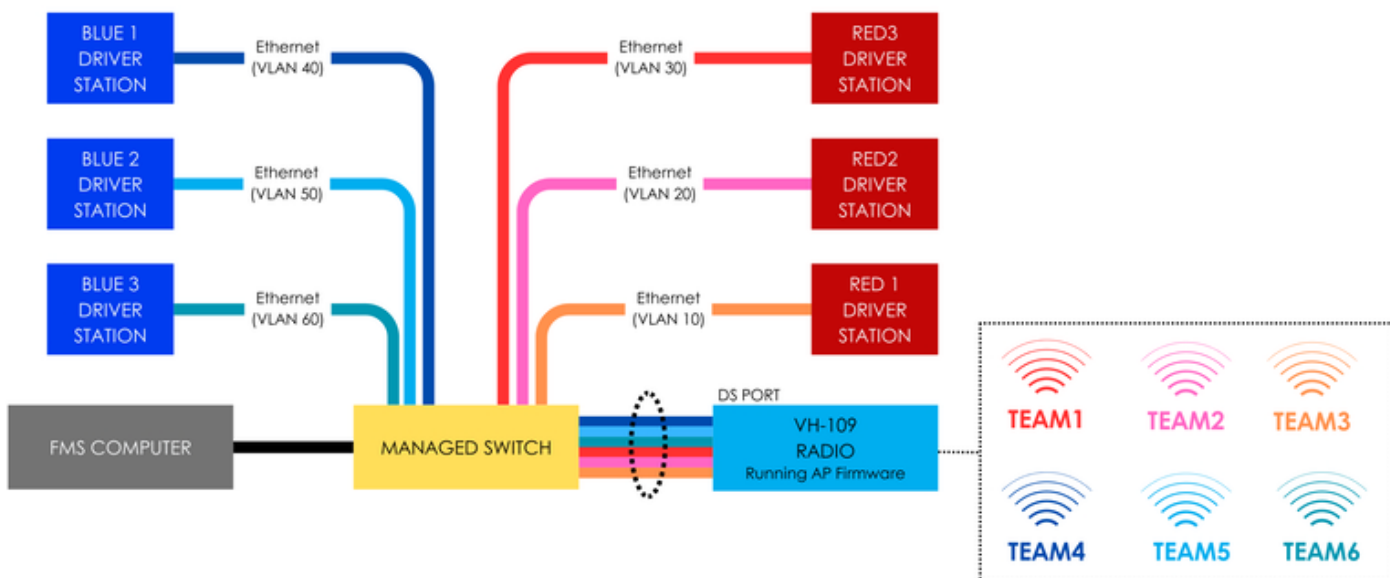 BLUE 1
DRIVER
STATION
Ethernet
(VLAN 40)
Ethernet
(VLAN 30)
RED3
DRIVER
STATION
BLUE 2
DRIVER
STATION
Ethernet
(VLAN 50)
Ethernet
(VLAN 20)
RED2
DRIVER
STATION
BLUE 3
DRIVER
STATION
Ethernet
(VLAN 60)
Ethernet
(VLAN 10)
RED 1
DRIVER
STATION
FMS COMPUTER
MANAGED SWITCH
DS PORT
VH-109
RADIO
Running AP Firmware
TEAM1
TEAM2
TEAM3
TEAM4
TEAM5
TEAM6